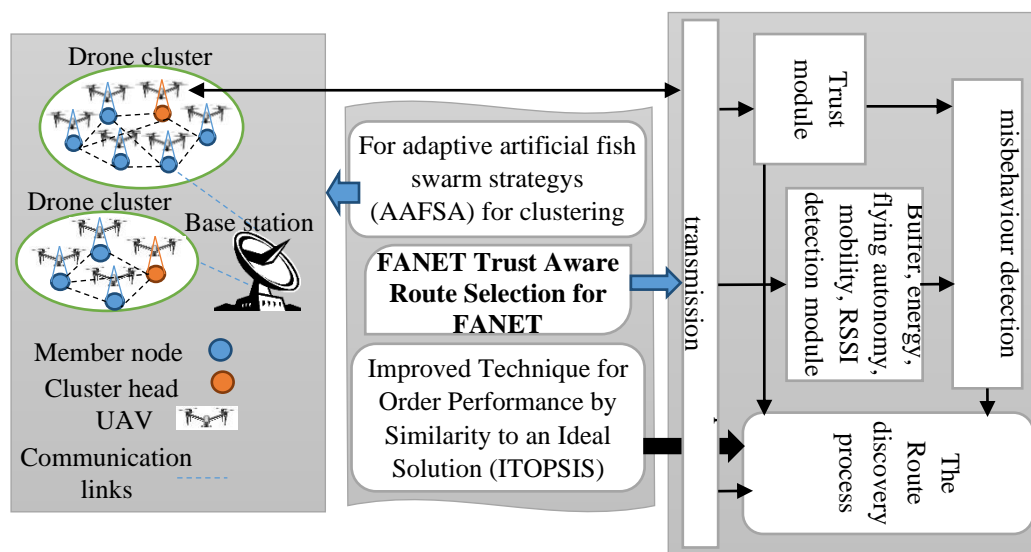 Drone cluster
Drone cluster
Base station
Member node
Cluster head
UAV
Communication
links
For adaptive artificial fish
swarm strategys
(AAFSA) for clustering
FANET Trust Aware
Route Selection for
FANET
Improved Technique for
Order Performance by
Similarity to an Ideal
Solution (ITOPSIS)
transmission
Trust
module
Buffer, energy,
flying autonomy,
mobility, RSSI
detection module
misbehaviour detection
The
Route
discovery
process